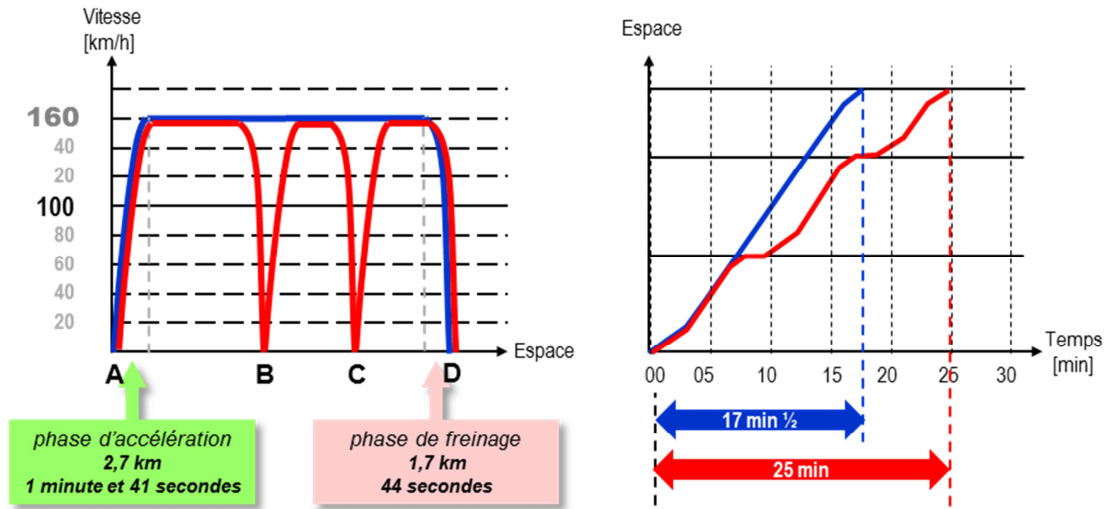 Vitesse
[km/h]
160
40
20
100
80
60
40
20
Espace
A
B
C
D
phase d'accélération
2,7 km
1 minute et 41 secondes
phase de freinage
1,7 km
44 secondes
Espace
Temps
[min]
00 05 10 15 20 25 30
17 min ½
25 min